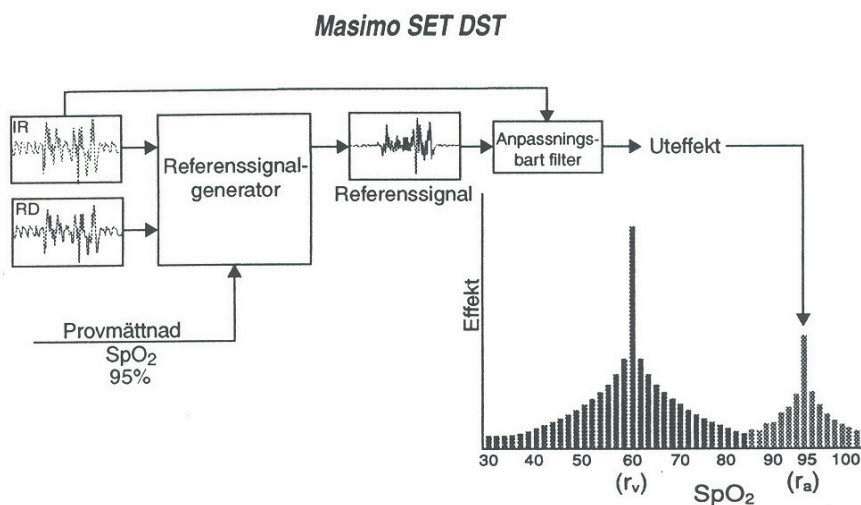 Masimo SET DST
IR
RD
Referenssignal-
generator
Referenssignal
Anpassnings-
bart filter
Uteffekt
Provmättnad
SpO₂
95%
Effekt
30 40 50 60 70 80 90 95 100
(rᵥ) (rₐ)
SpO₂